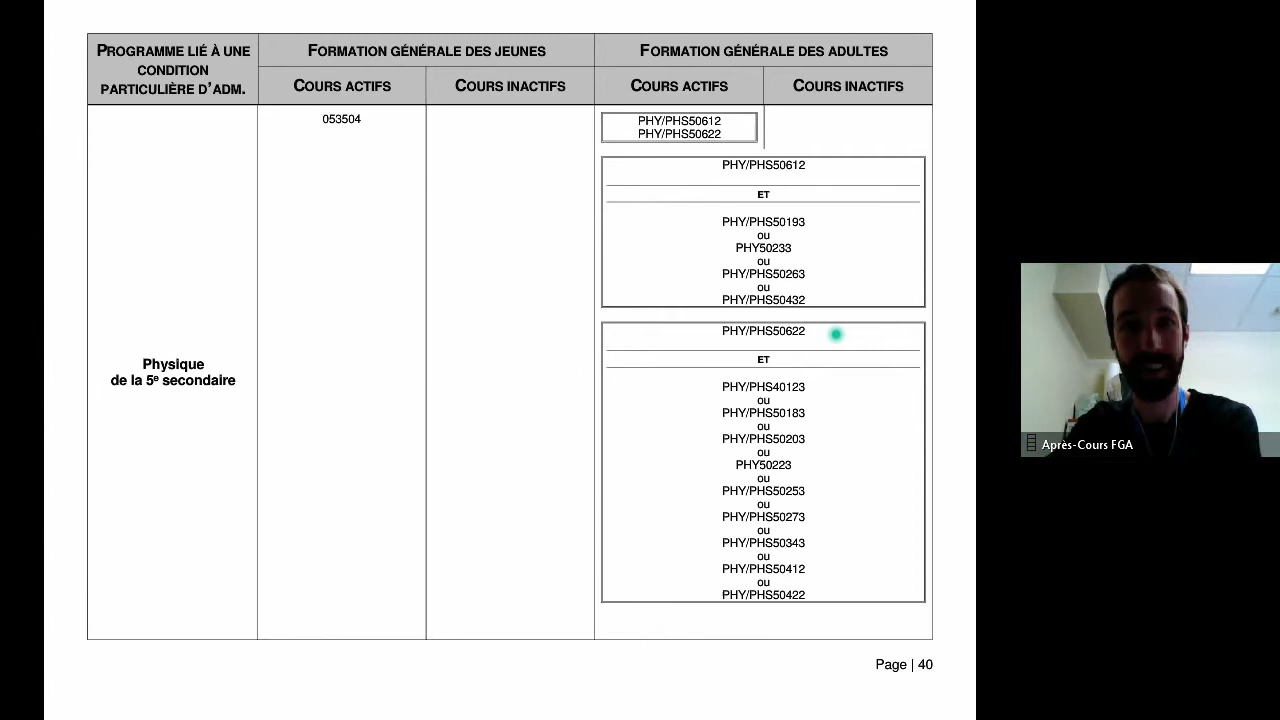 PROGRAMME LIÉ À UNE
CONDITION
PARTICULIÈRE D'ADM.
FORMATION GÉNÉRALE DES JEUNES
FORMATION GÉNÉRALE DES ADULTES
COURS ACTIFS
COURS INACTIFS
COURS ACTIFS
COURS INACTIFS
Physique
de la 5e secondaire
053504
PHY/PHS50612
PHY/PHS50622
PHY/PHS50612
ET
PHY/PHS50193
ou
PHY50233
ou
PHY/PHS50263
ou
PHY/PHS50432
PHY/PHS50622
ET
PHY/PHS40123
ou
PHY/PHS50183
ou
PHY/PHS50203
ou
PHY50223
ou
PHY/PHS50253
ou
PHY/PHS50273
ou
PHY/PHS50343
ou
PHY/PHS50412
ou
PHY/PHS50422
Page | 40
Après-Cours FGA